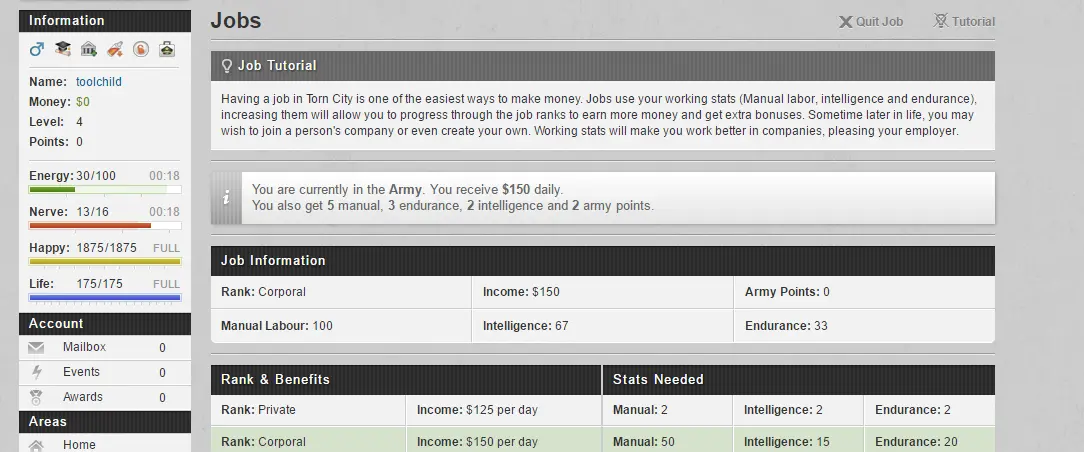 Information
Name: toolchild
Money: $0
Level: 4
Points: 0
Energy: 30/100 00:18
Nerve: 13/16 00:18
Happy: 1875/1875 FULL
Life: 175/175 FULL
Account
Mailbox 0
Events 0
Awards 0
Areas
Home
Jobs
Quit Job
Tutorial
Job Tutorial
Having a job in Torn City is one of the easiest ways to make money. Jobs use your working stats (Manual labor, intelligence and endurance),
increasing them will allow you to progress through the job ranks to earn more money and get extra bonuses. Sometime later in life, you may
wish to join a person's company or even create your own. Working stats will make you work better in companies, pleasing your employer.
You are currently in the Army. You receive $150 daily.
You also get 5 manual, 3 endurance, 2 intelligence and 2 army points.
Job Information
Rank: Corporal Income: $150 Army Points: 0
Manual Labour: 100 Intelligence: 67 Endurance: 33
Rank & Benefits Stats Needed
Rank: Private Income: $125 per day Manual: 2 Intelligence: 2 Endurance: 2
Rank: Corporal Income: $150 per day Manual: 50 Intelligence: 15 Endurance: 20